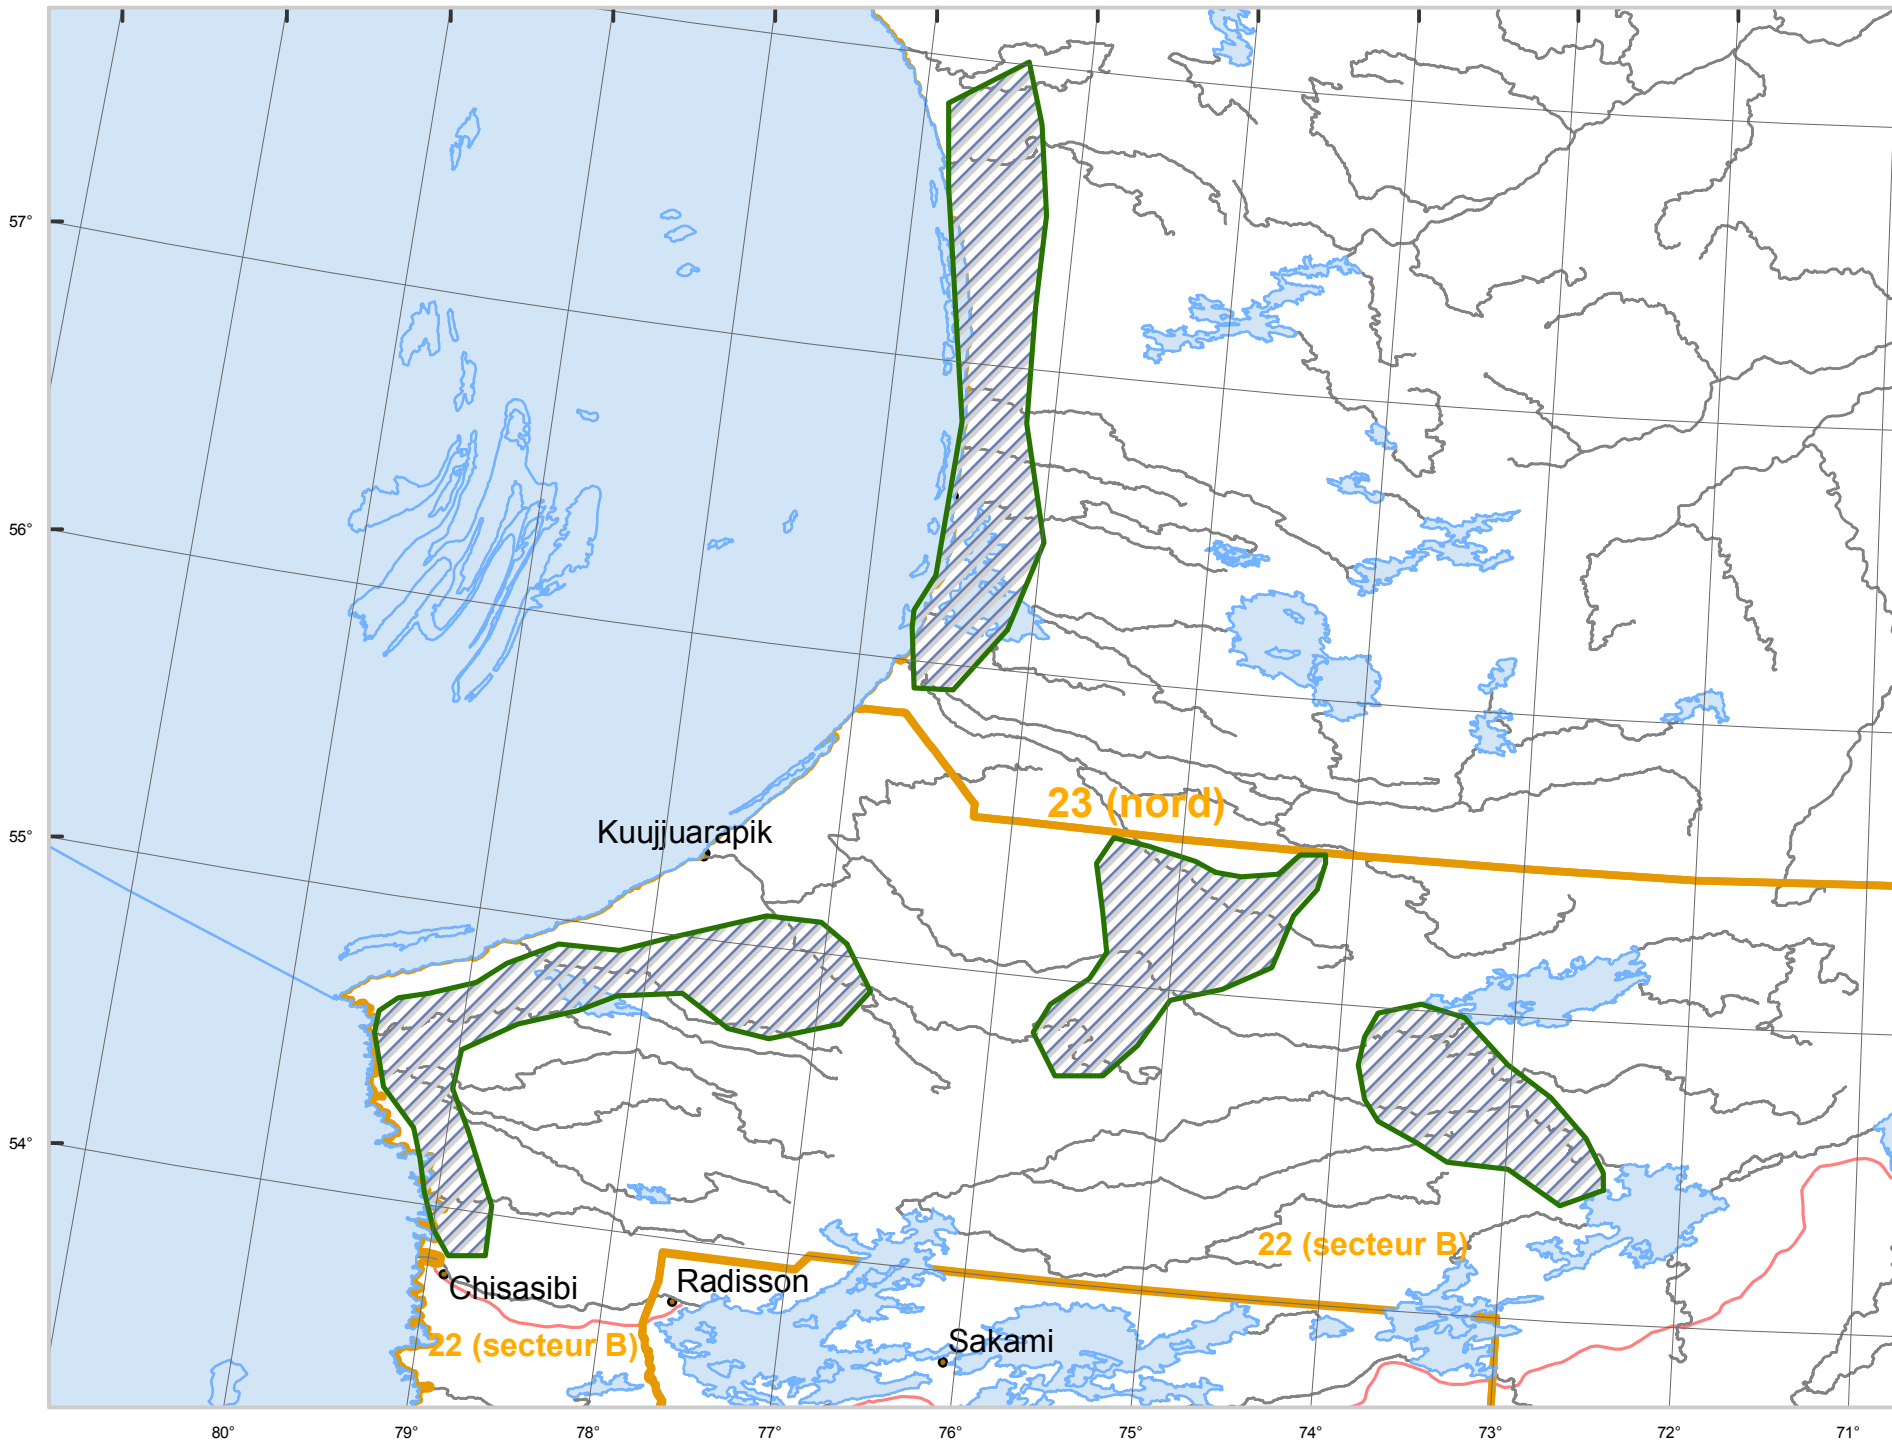 57°
56°
23 (nord)
Kuujjuarapik
55°
54°
22 (secteur B)
Radisson
Chisasibi
22 (secteur B)
Sakami
80°
79°
78°
77°
76°
75°
74°
73°
72°
71°